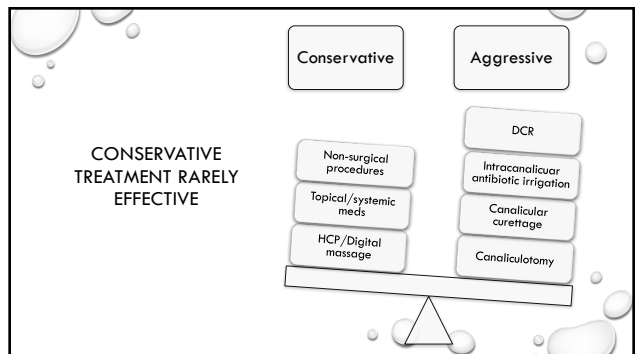 Conservative
Aggressive
CONSERVATIVE
TREATMENT RARELY
EFFECTIVE
Non-surgical
procedures
Topical/systemic
meds
HCP/Digital
massage
DCR
Intracanalicuar
antibiotic irrigation
Canalicular
curettage
Canaliculotomy